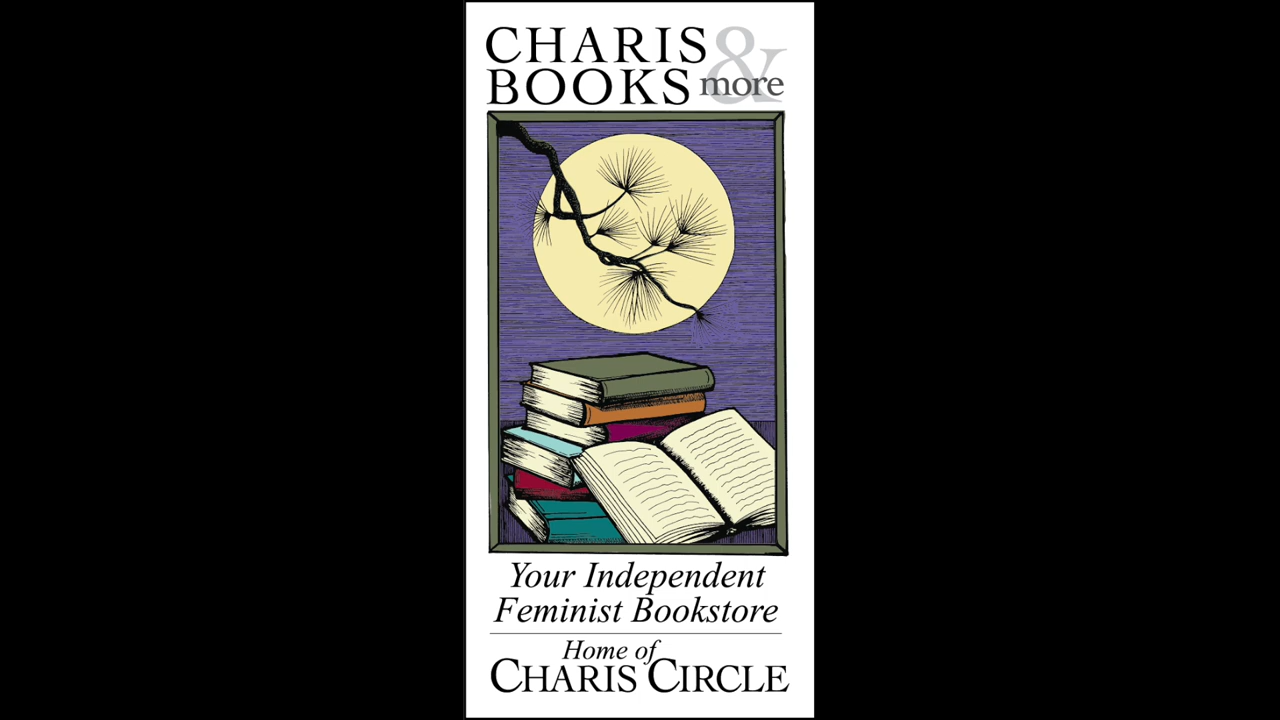 CHARIS &
BOOKS more
Your Independent
Feminist Bookstore
Home of
CHARIS CIRCLE